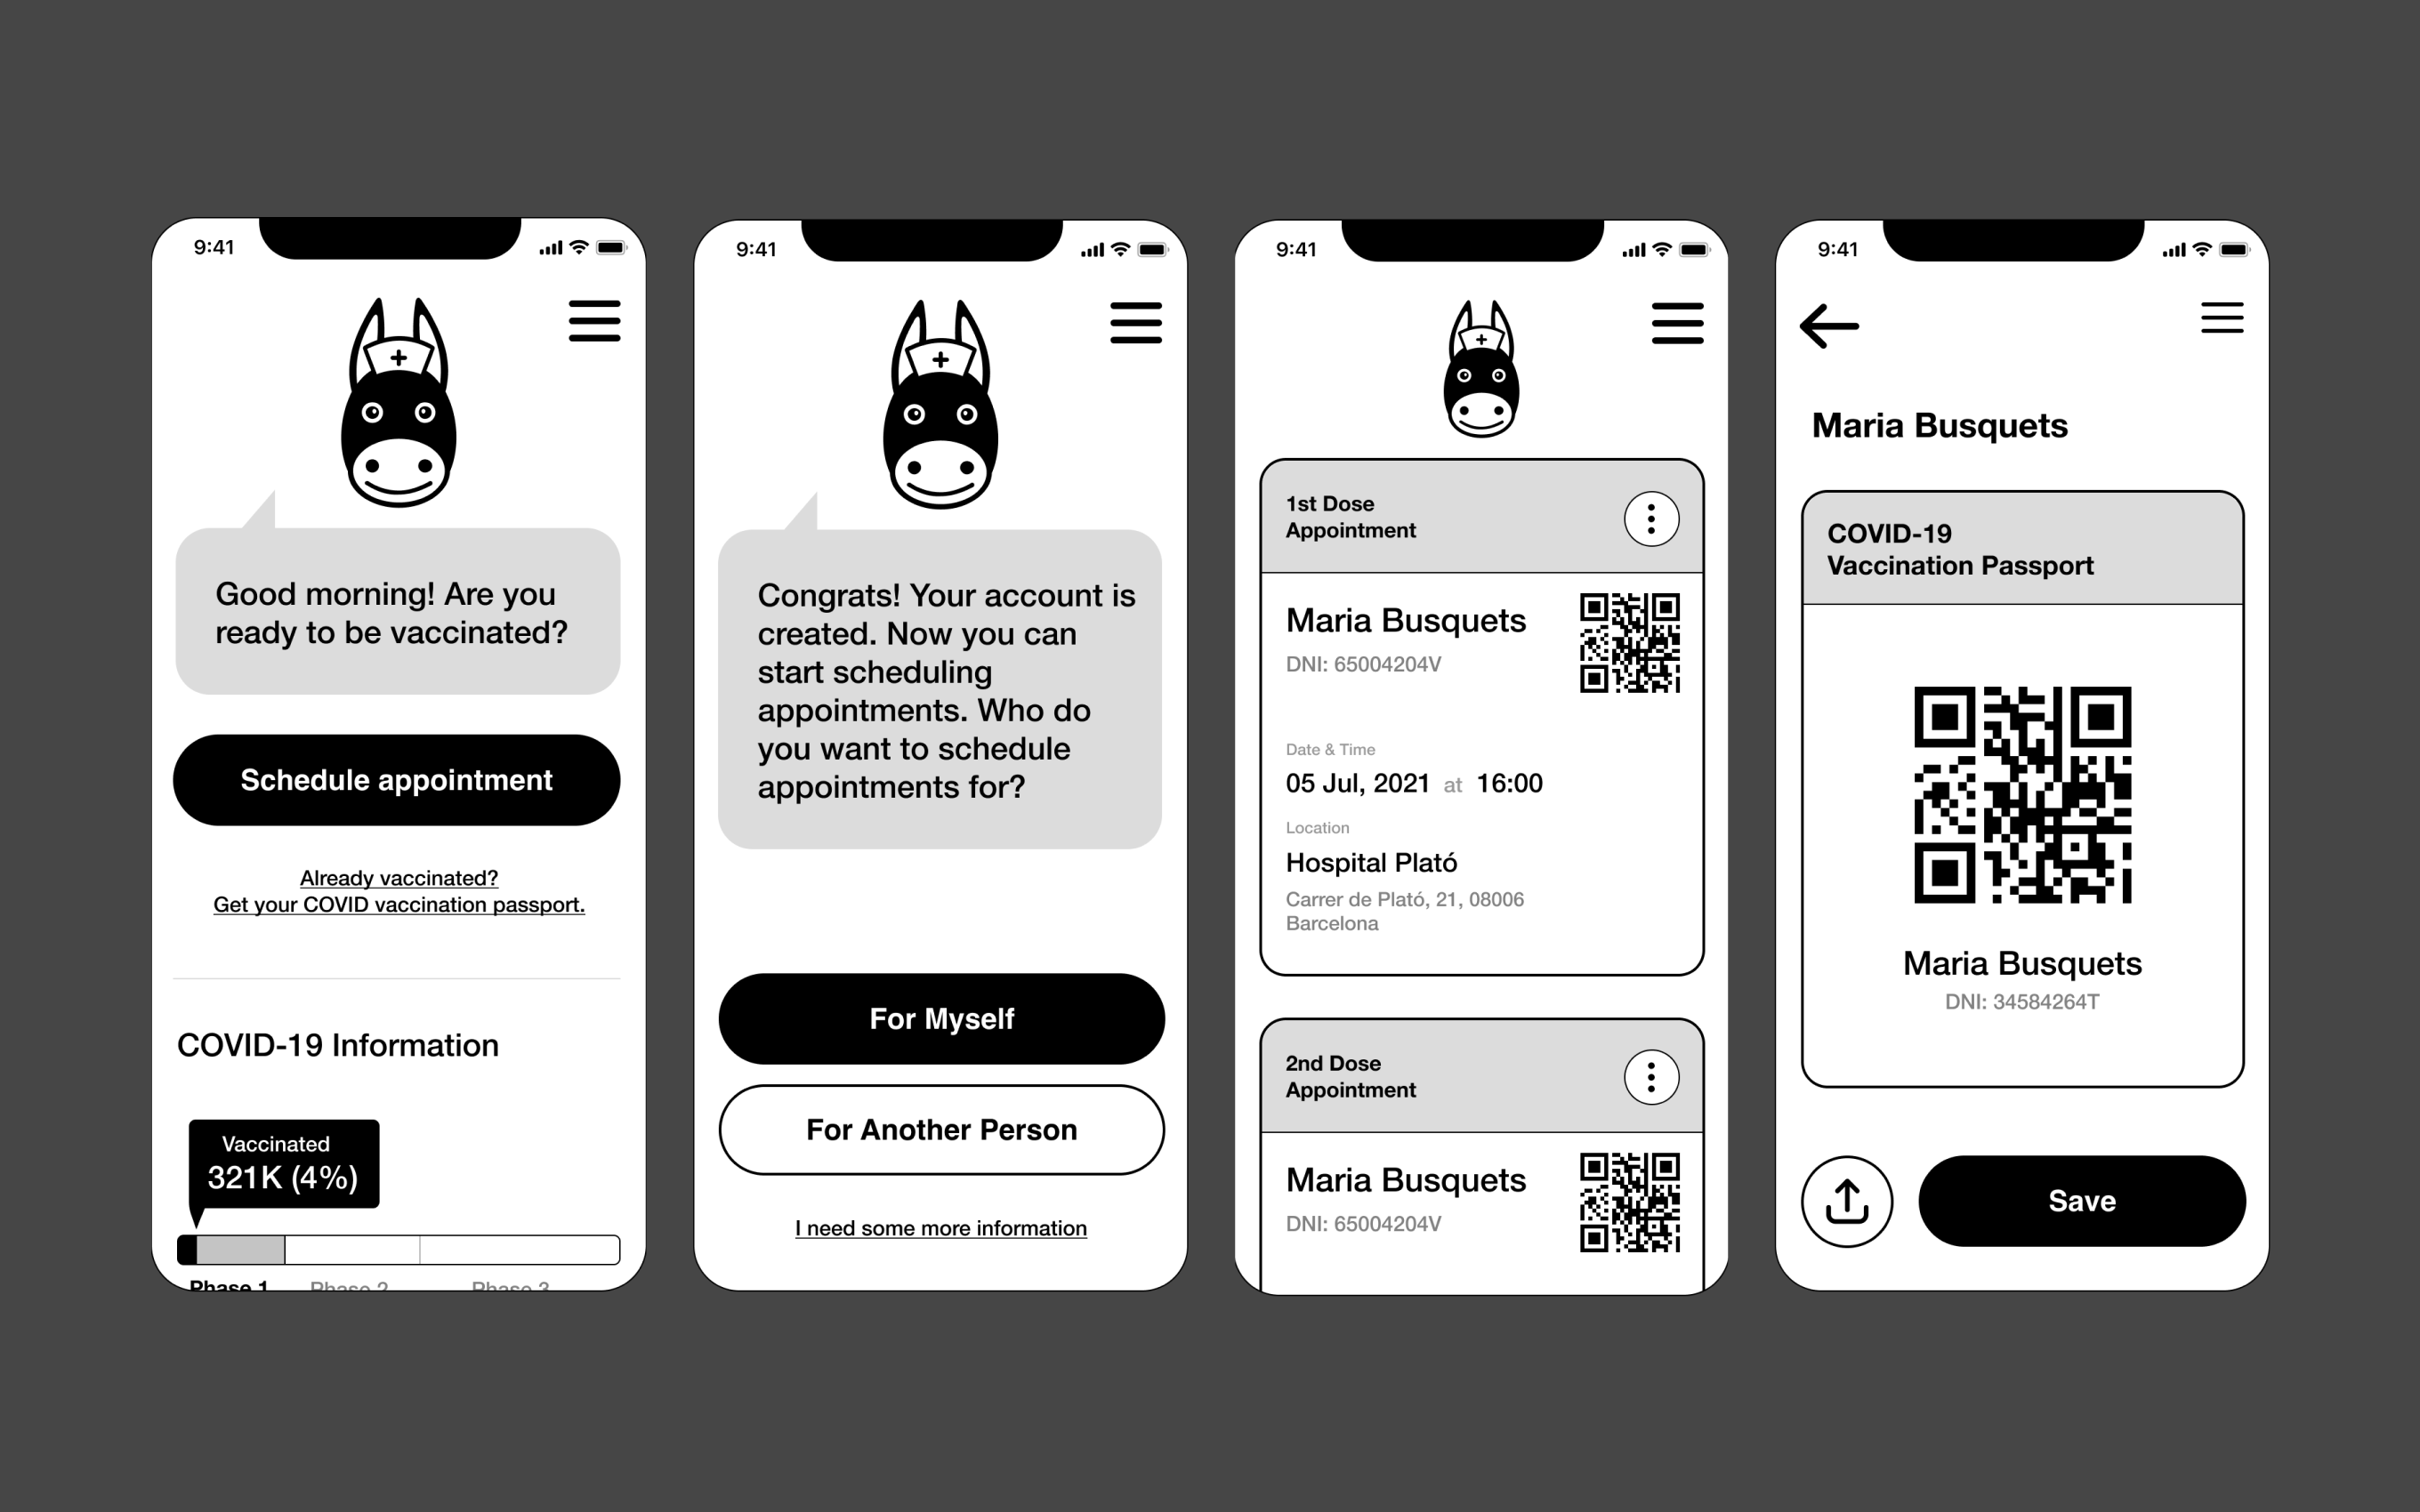 9:41
Good morning! Are you
ready to be vaccinated?
Schedule appointment
Already vaccinated?
Get your COVID vaccination passport.
COVID-19 Information
Vaccinated
321K (4%)
Phase 1 Phase 2 Phase 3
9:41
Congrats! Your account is
created. Now you can
start scheduling
appointments. Who do
you want to schedule
appointments for?
For Myself
For Another Person
I need some more information
9:41
1st Dose
Appointment
Maria Busquets
DNI: 65004204V
Date & Time
05 Jul, 2021 at 16:00
Location
Hospital Plató
Carrer de Plató, 21, 08006
Barcelona
2nd Dose
Appointment
Maria Busquets
DNI: 65004204V
9:41
Maria Busquets
COVID-19
Vaccination Passport
Maria Busquets
DNI: 34584264T
Save